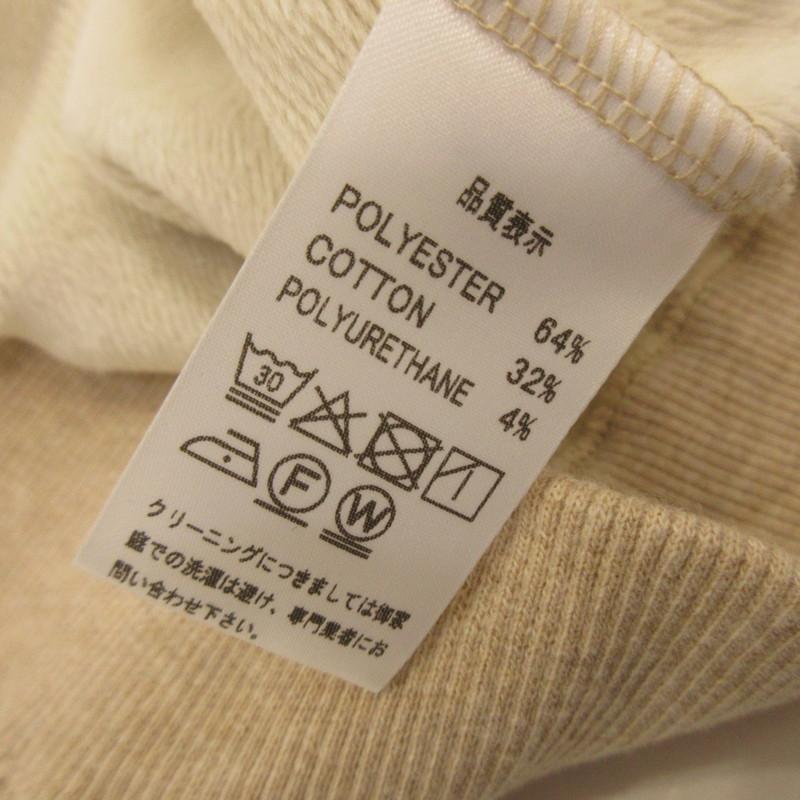 品質表示
POLYESTER 64%
COTTON 32%
POLYURETHANE 4%
30
F W
クリーニングにつきましては御家
庭での洗濯は避け、専門業者にお
問い合わせ下さい。